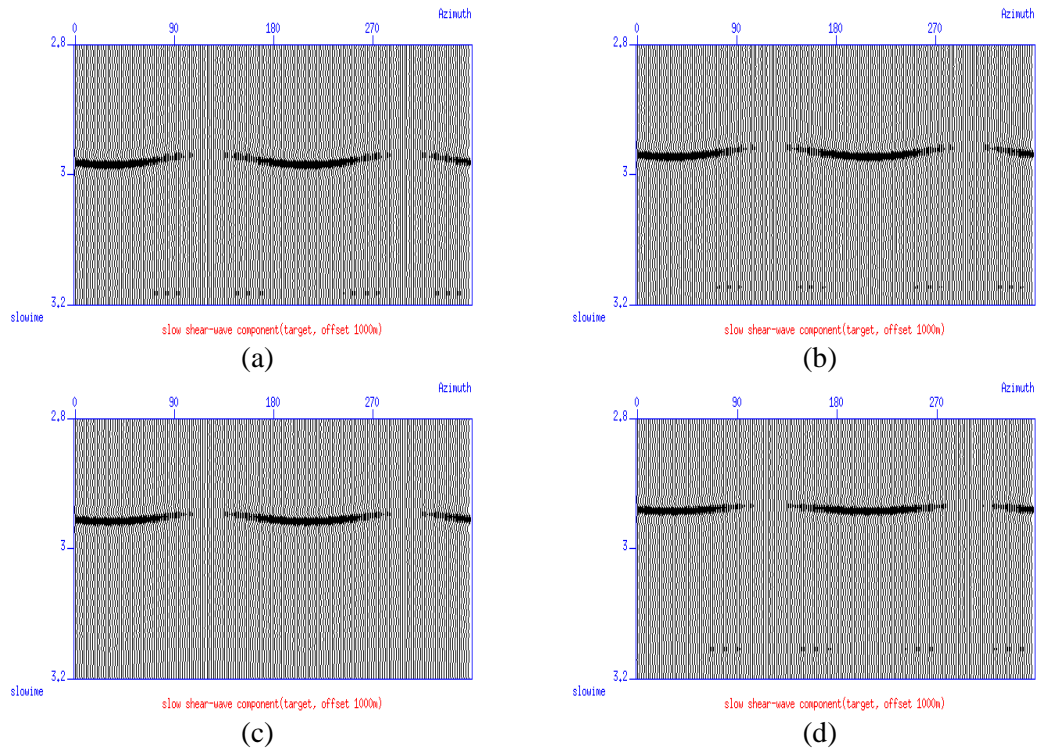 Azimuth
0 90 180 270
2.8
3
3.2
slowime
slow shear-wave component(target, offset 1000m)
(a)
Azimuth
0 90 180 270
2.8
3
3.2
slowime
slow shear-wave component(target, offset 1000m)
(b)
Azimuth
0 90 180 270
2.8
3
3.2
slowime
slow shear-wave component(target, offset 1000m)
(c)
Azimuth
0 90 180 270
2.8
3
3.2
slowime
slow shear-wave component(target, offset 1000m)
(d)